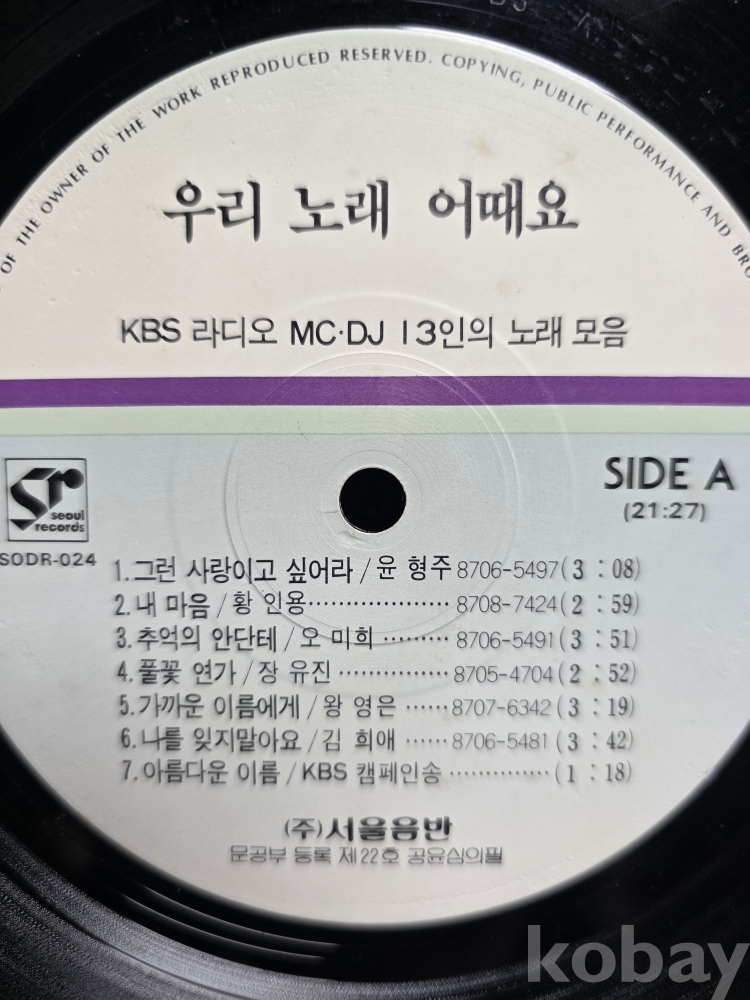 OF THE OWNER OF THE WORK REPRODUCED RESERVED. COPYING, PUBLIC PERFORMANCE AND
우리 노래 어때요
KBS 라디오 MC·DJ 13인의 노래 모음
sr
seoul
records
SODR-024
SIDE A
(21:27)
1. 그런 사랑이고 싶어라 / 윤 형주 8706-5497 (3 : 08)
2. 내 마음 / 황 인용···················· 8708-7424 (2 : 59)
3. 추억의 안단테 / 오 미희 ········· 8706-5491 (3 : 51)
4. 풀꽃 연가 / 장 유진 ··············· 8705-4704 (2 : 52)
5. 가까운 이름에게 / 왕 영은 ······ 8707-6342 (3 : 19)
6. 나를 잊지말아요 / 김 희애 ······ 8706-5481 (3 : 42)
7. 아름다운 이름 / KBS 캠페인송 ·············· (1 : 18)
(주)서울음반
문공부 등록 제22호 공윤심의필
kobay